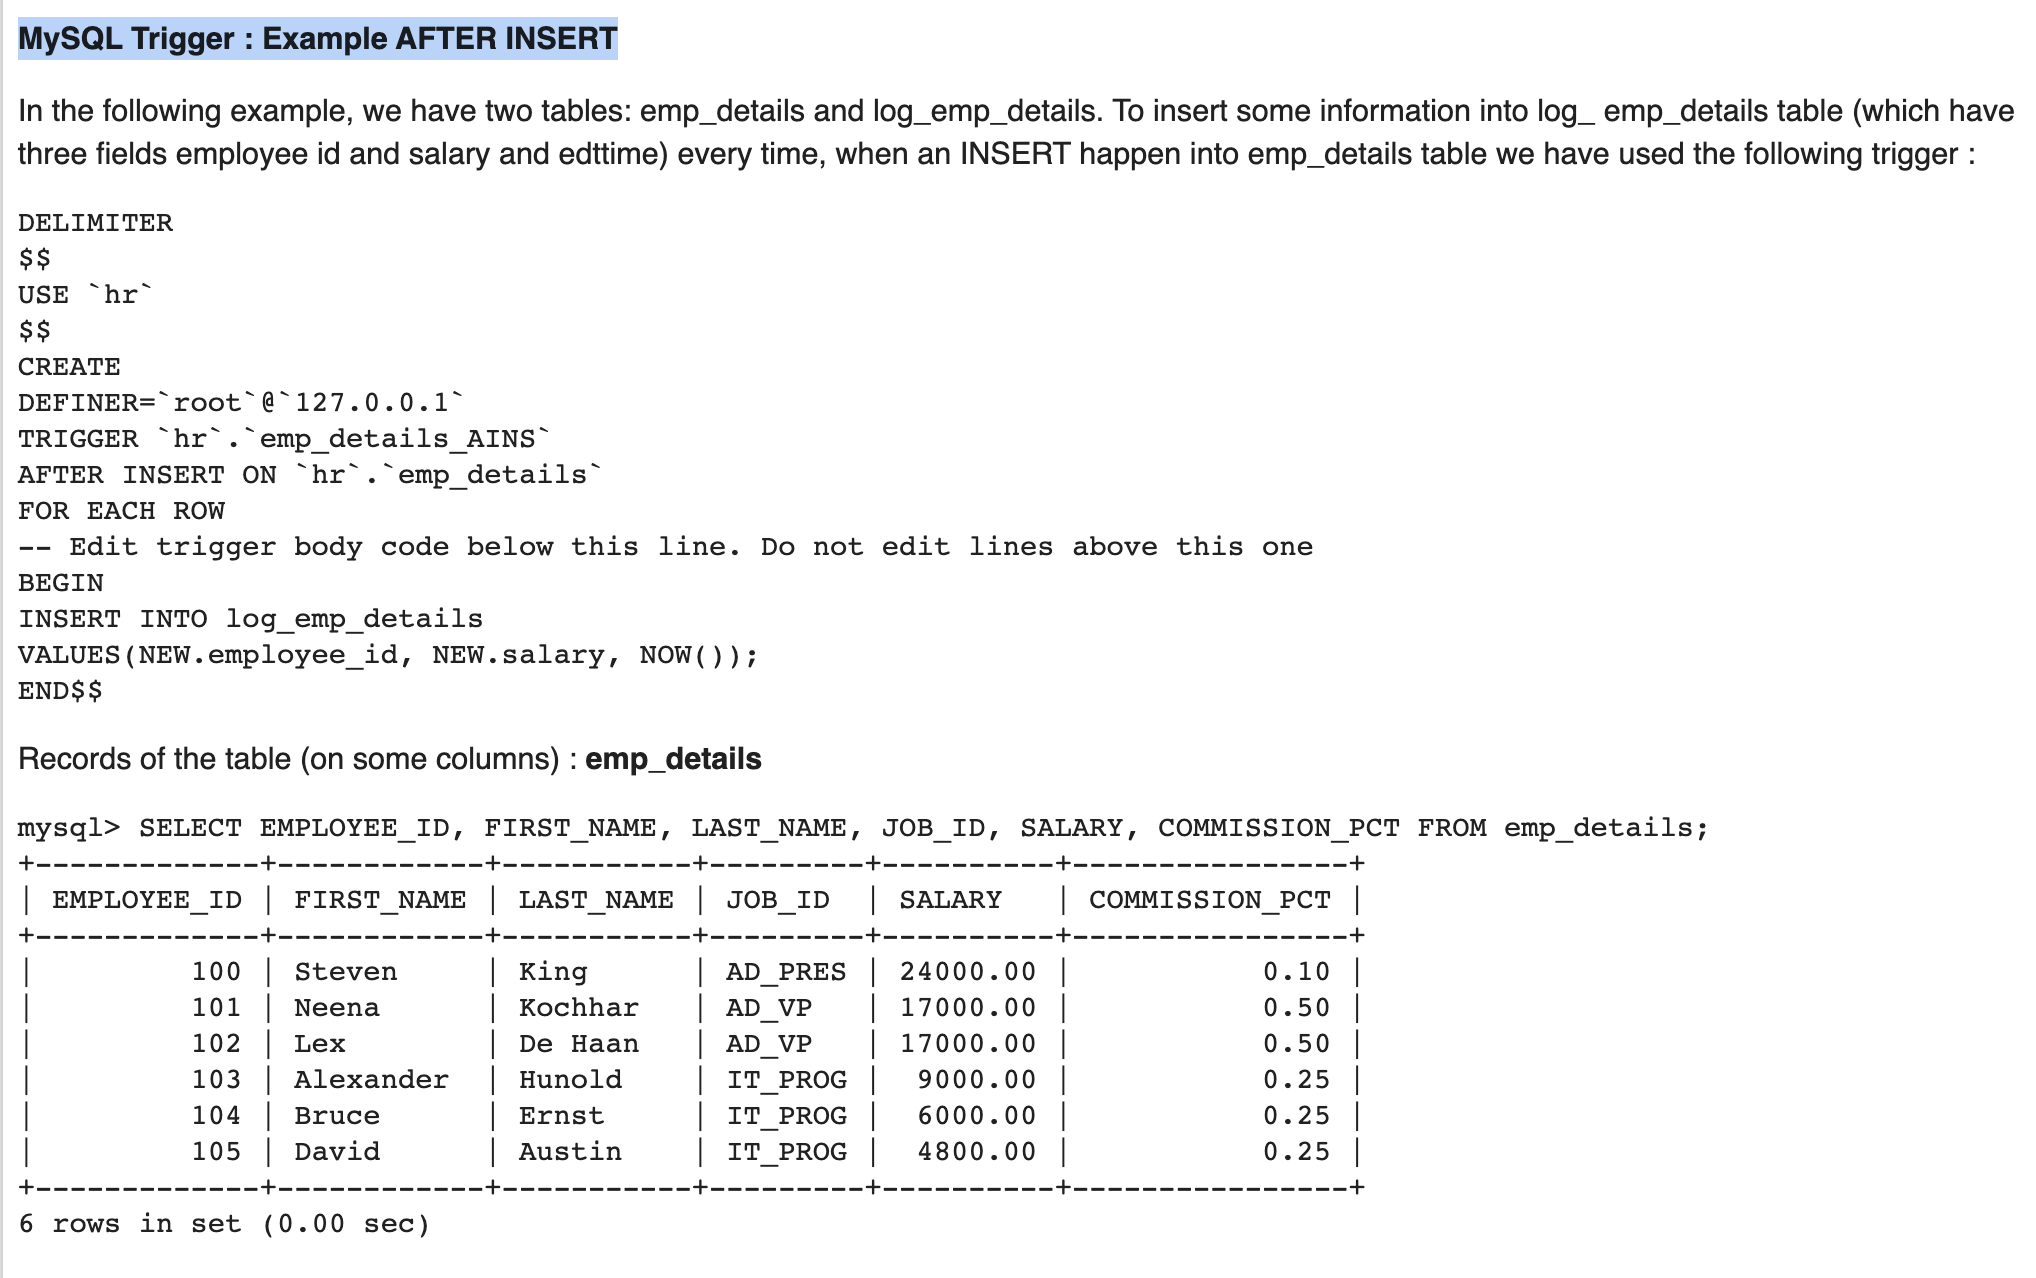 MySQL Trigger : Example AFTER INSERT
In the following example, we have two tables: emp_details and log_emp_details. To insert some information into log_ emp_details table (which have
three fields employee id and salary and edttime) every time, when an INSERT happen into emp_details table we have used the following trigger :
DELIMITER
$$
USE `hr`
$$
CREATE
DEFINER=`root`@`127.0.0.1`
TRIGGER `hr`.`emp_details_AINS`
AFTER INSERT ON `hr`.`emp_details`
FOR EACH ROW
-- Edit trigger body code below this line. Do not edit lines above this one
BEGIN
INSERT INTO log_emp_details
VALUES(NEW.employee_id, NEW.salary, NOW());
END$$
Records of the table (on some columns) : emp_details
mysql> SELECT EMPLOYEE_ID, FIRST_NAME, LAST_NAME, JOB_ID, SALARY, COMMISSION_PCT FROM emp_details;
+-------------+------------+-----------+---------+----------+----------------+
| EMPLOYEE_ID | FIRST_NAME | LAST_NAME | JOB_ID  | SALARY   | COMMISSION_PCT |
+-------------+------------+-----------+---------+----------+----------------+
|         100 | Steven     | King      | AD_PRES | 24000.00 |           0.10 |
|         101 | Neena      | Kochhar   | AD_VP   | 17000.00 |           0.50 |
|         102 | Lex        | De Haan   | AD_VP   | 17000.00 |           0.50 |
|         103 | Alexander  | Hunold    | IT_PROG |  9000.00 |           0.25 |
|         104 | Bruce      | Ernst     | IT_PROG |  6000.00 |           0.25 |
|         105 | David      | Austin    | IT_PROG |  4800.00 |           0.25 |
+-------------+------------+-----------+---------+----------+----------------+
6 rows in set (0.00 sec)